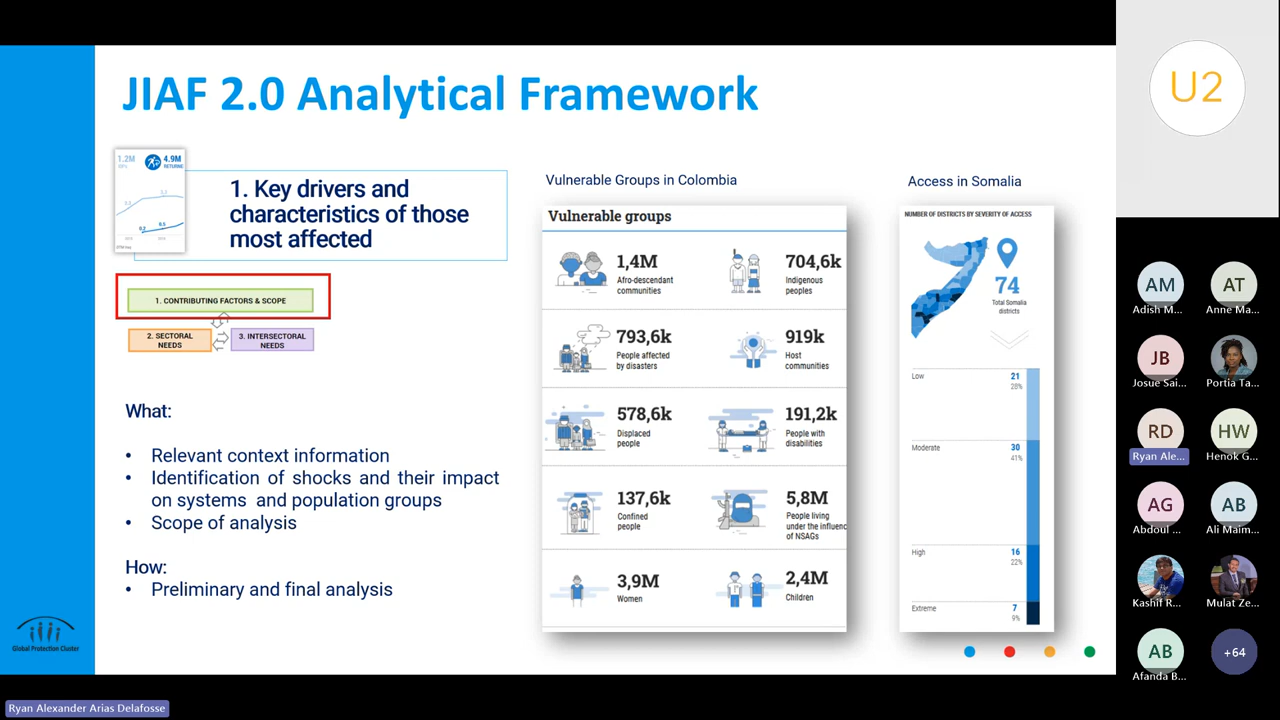 JIAF 2.0 Analytical Framework
1.2M
4.9M
RETURNS
1. Key drivers and
characteristics of those
most affected
1. CONTRIBUTING FACTORS & SCOPE
2. SECTORAL
NEEDS
3. INTERSECTORAL
NEEDS
What:
• Relevant context information
• Identification of shocks and their impact
on systems and population groups
• Scope of analysis
How:
• Preliminary and final analysis
Global Protection Cluster
Vulnerable Groups in Colombia
Vulnerable groups
1,4M
Afro-descendant
communities
704,6k
Indigenous
peoples
793,6k
People affected
by disasters
919k
Host
communities
578,6k
Displaced
people
191,2k
People with
disabilities
137,6k
Confined
people
5,8M
People living
under the influenc
of NSAGs
3,9M
Women
2,4M
Children
Access in Somalia
NUMBER OF DISTRICTS BY SEVERITY OF ACCESS
74
Total Somalia
districts
Low 21
28%
Moderate 30
41%
High 16
22%
Extreme 7
9%
U2
AM
Adish M...
AT
Anne Ma...
JB
Josue Sai...
Portia Ta...
RD
Ryan Ale...
HW
Henok G...
AG
Abdoul ...
AB
Ali Maim...
Kashif R...
Mulat Ze...
AB
Afanda B...
+64
Ryan Alexander Arias Delafosse